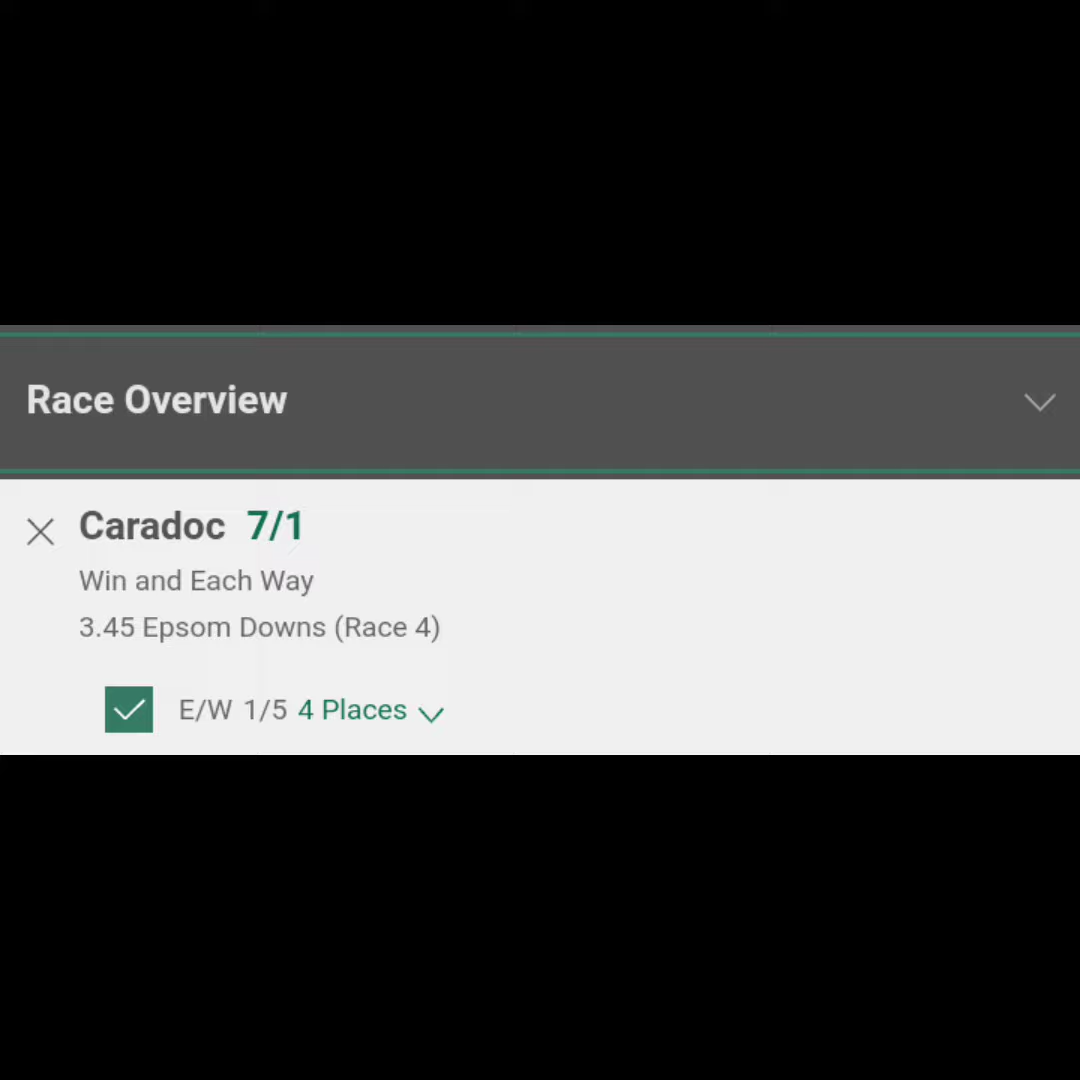 Race Overview
Caradoc 7/1
Win and Each Way
3.45 Epsom Downs (Race 4)
E/W 1/5 4 Places